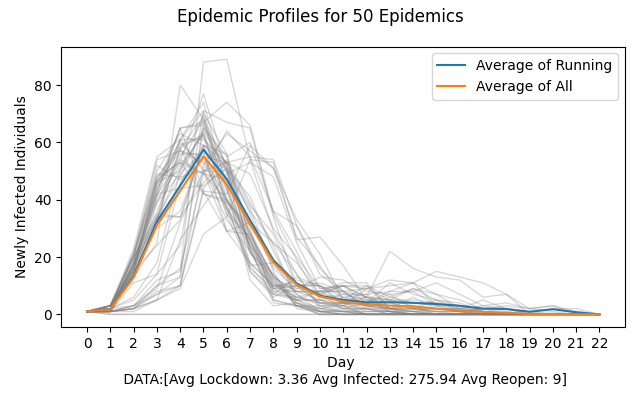 Epidemic Profiles for 50 Epidemics
Average of Running
Average of All
Newly Infected Individuals
80
60
40
20
0
0 1 2 3 4 5 6 7 8 9 10 11 12 13 14 15 16 17 18 19 20 21 22
Day
DATA:[Avg Lockdown: 3.36 Avg Infected: 275.94 Avg Reopen: 9]